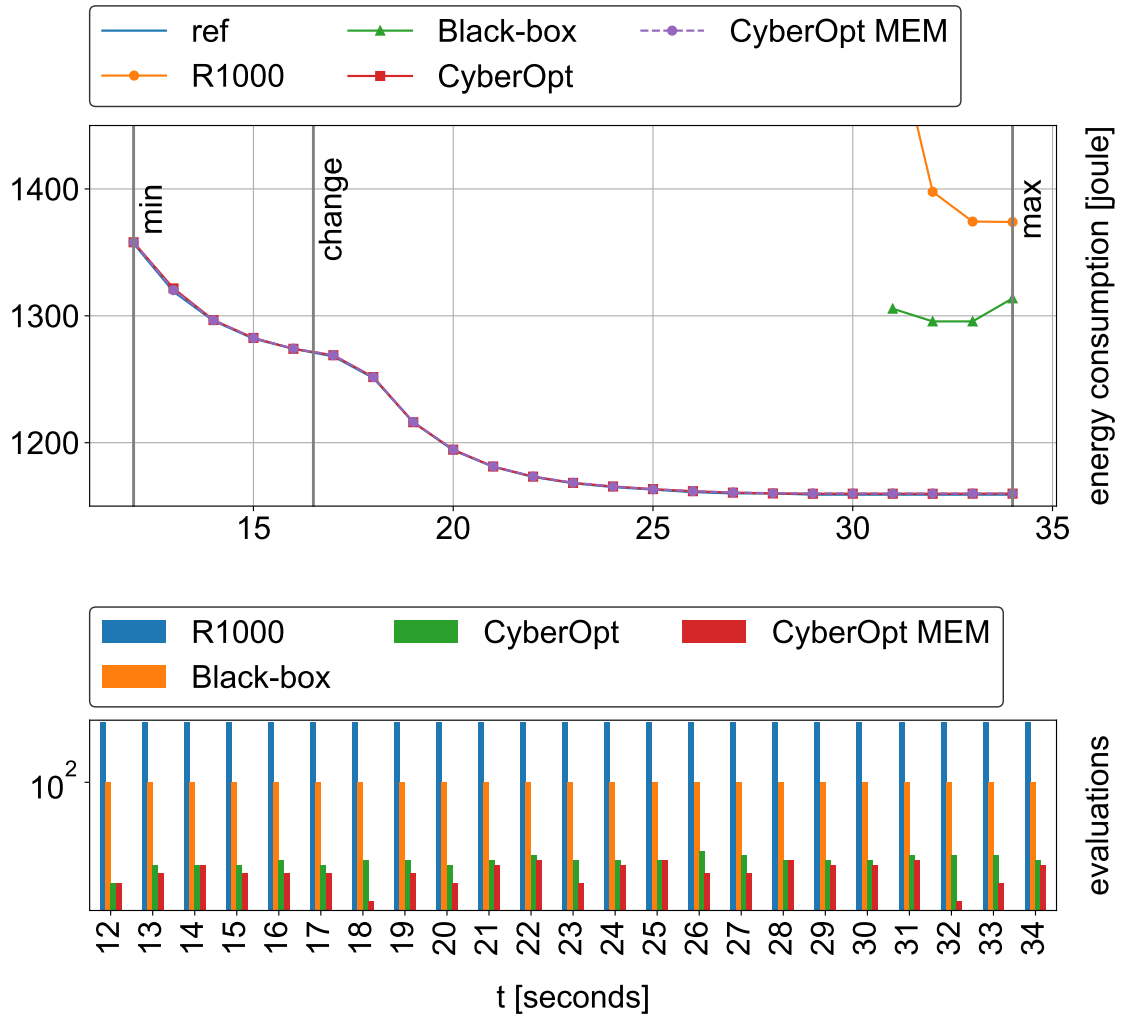 ref Black-box CyberOpt MEM
R1000 CyberOpt
1400
1300
1200
min
change
max
energy consumption [joule]
15 20 25 30 35
R1000 CyberOpt CyberOpt MEM
Black-box
10²
evaluations
12 13 14 15 16 17 18 19 20 21 22 23 24 25 26 27 28 29 30 31 32 33 34
t [seconds]